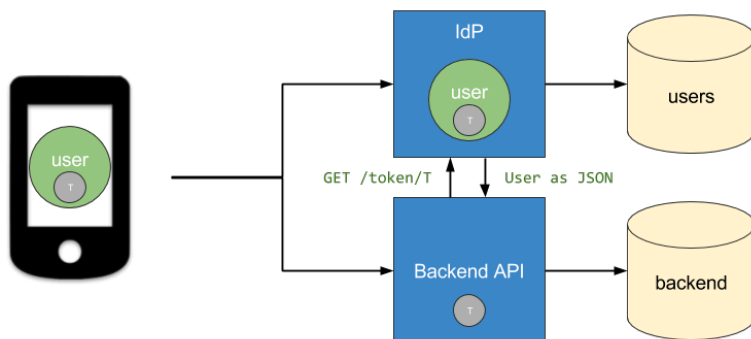 IdP
user
T
users
user
T
GET /token/T
User as JSON
Backend API
T
backend